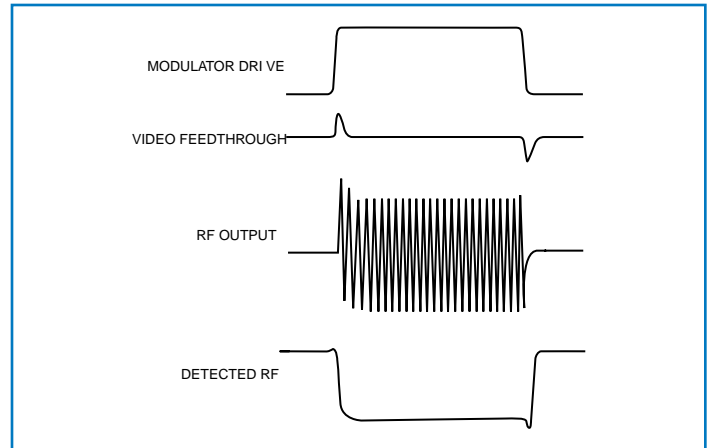 MODULATOR DRI VE
VIDEO FEEDTHROUGH
RF OUTPUT
DETECTED RF